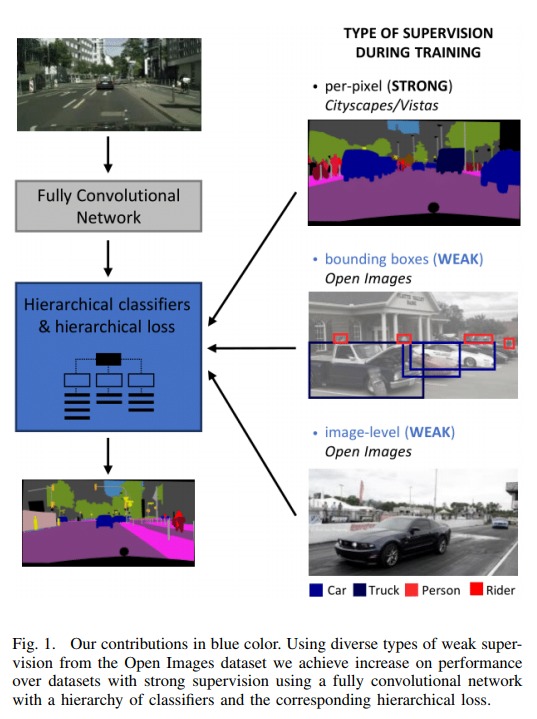 TYPE OF SUPERVISION
DURING TRAINING
• per-pixel (STRONG)
Cityscapes/Vistas
Fully Convolutional
Network
• bounding boxes (WEAK)
Open Images
Hierarchical classifiers
& hierarchical loss
• image-level (WEAK)
Open Images
Car Truck Person Rider
Fig. 1. Our contributions in blue color. Using diverse types of weak super-
vision from the Open Images dataset we achieve increase on performance
over datasets with strong supervision using a fully convolutional network
with a hierarchy of classifiers and the corresponding hierarchical loss.